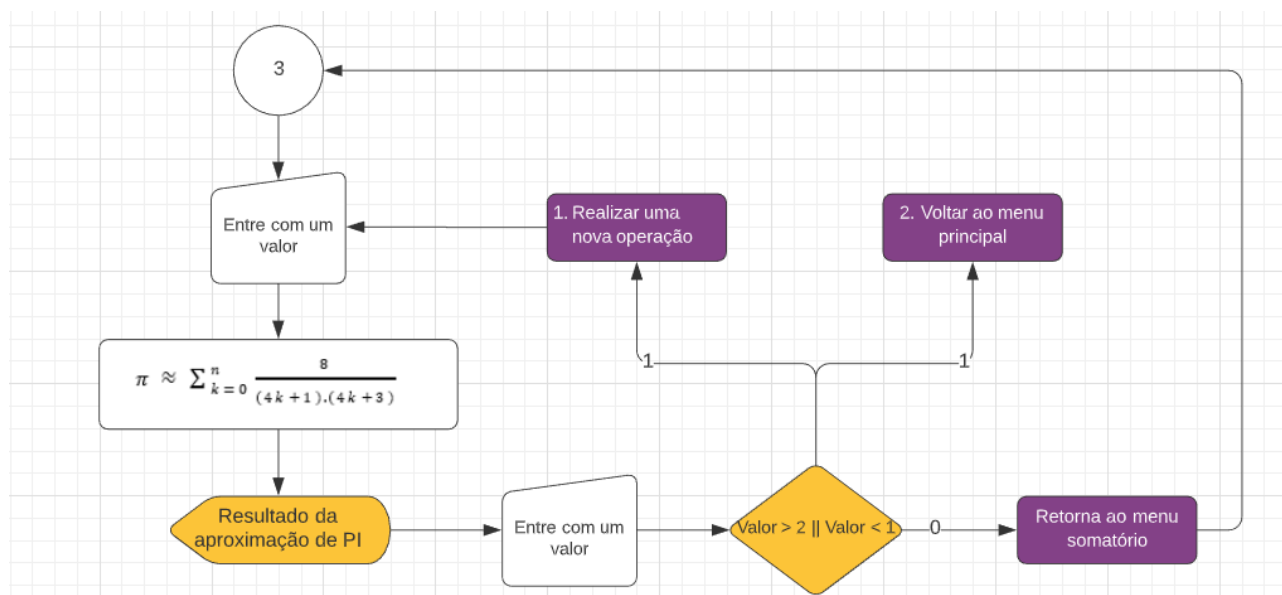 3
Entre com um
valor
1. Realizar uma
nova operação
2. Voltar ao menu
principal
1
1
π ≈ ∑ⁿₖ₌₀ 8 / (4k+1).(4k+3)
Resultado da
aproximação de PI
Entre com um
valor
Valor > 2 || Valor < 1
0
Retorna ao menu
somatório